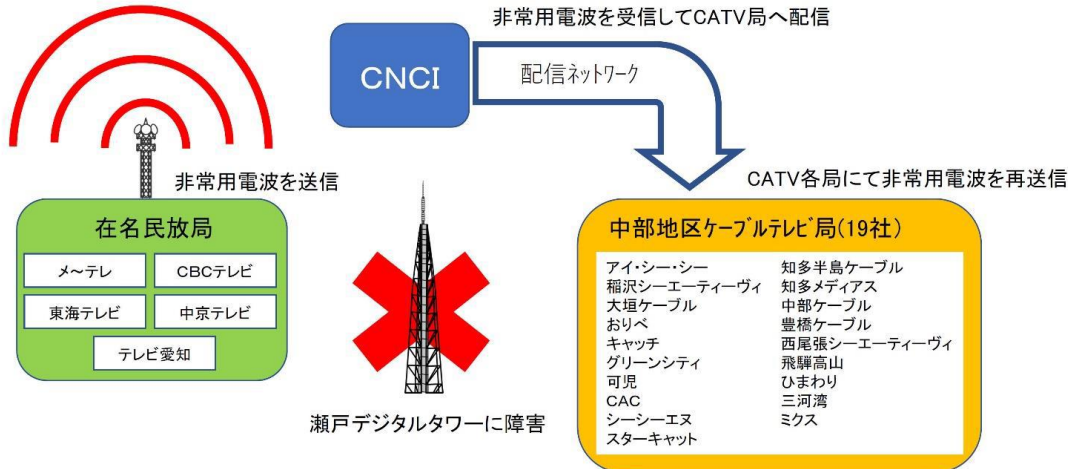 非常用電波を受信してCATV局へ配信
CNCI
配信ネットワーク
非常用電波を送信
CATV各局にて非常用電波を再送信
在名民放局
メ～テレ
CBCテレビ
東海テレビ
中京テレビ
テレビ愛知
瀬戸デジタルタワーに障害
中部地区ケーブルテレビ局(19社)
アイ・シー・シー
稲沢シーエーティーヴィ
大垣ケーブル
おりべ
キャッチ
グリーンシティ
可児
CAC
シーシーエヌ
スターキャット
知多半島ケーブル
知多メディアス
中部ケーブル
豊橋ケーブル
西尾張シーエーティーヴィ
飛騨高山
ひまわり
三河湾
ミクス